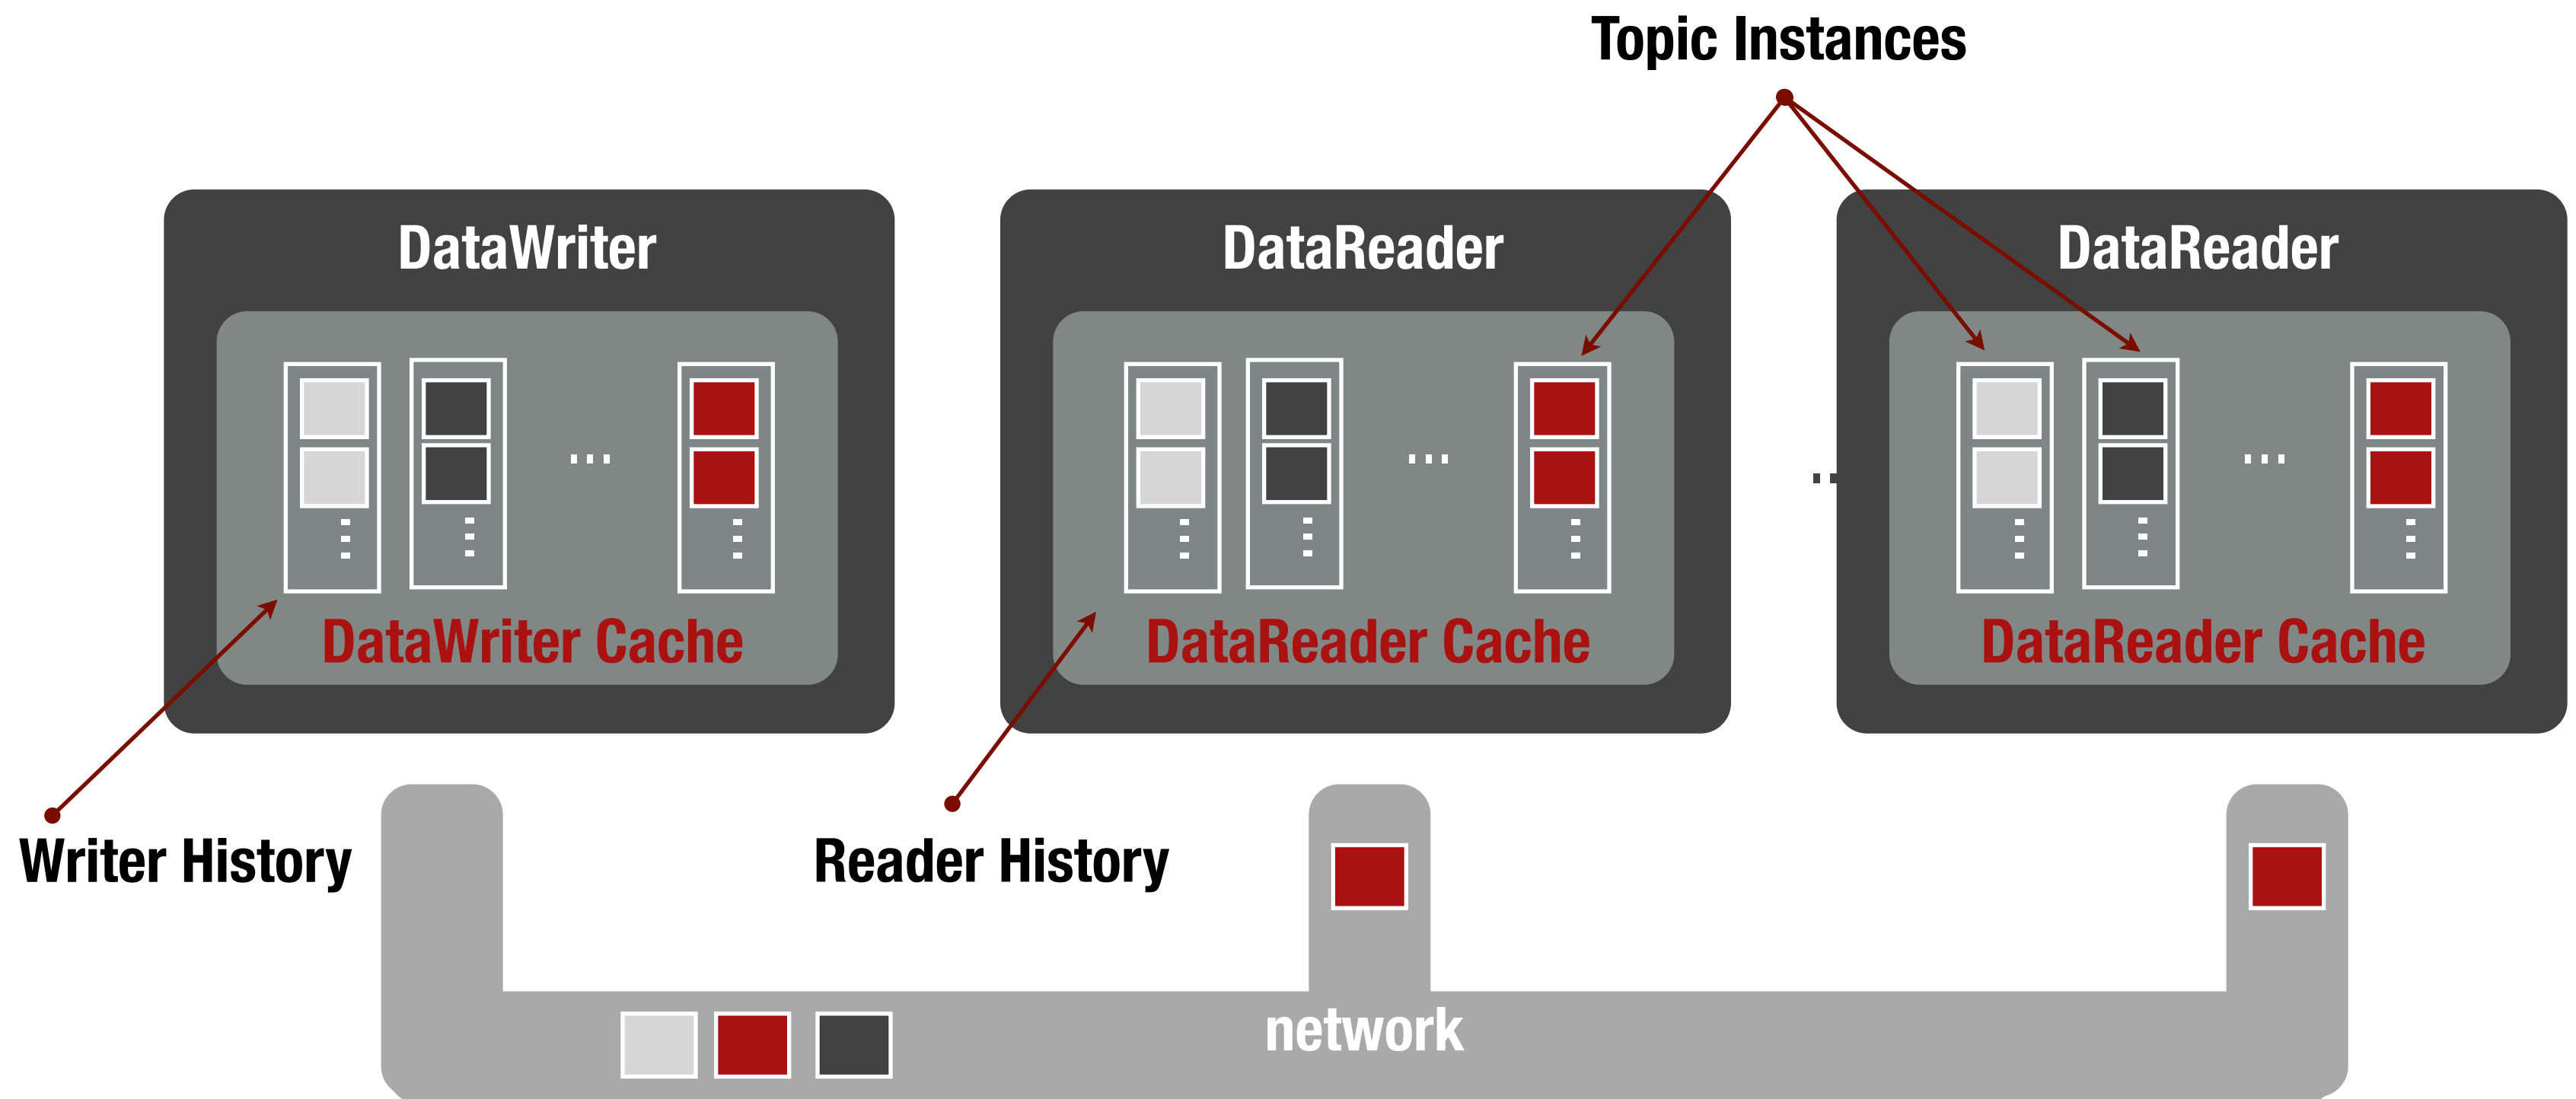 Topic Instances
DataWriter
DataReader
DataReader
...
...
...
DataWriter Cache
DataReader Cache
DataReader Cache
Writer History
Reader History
network